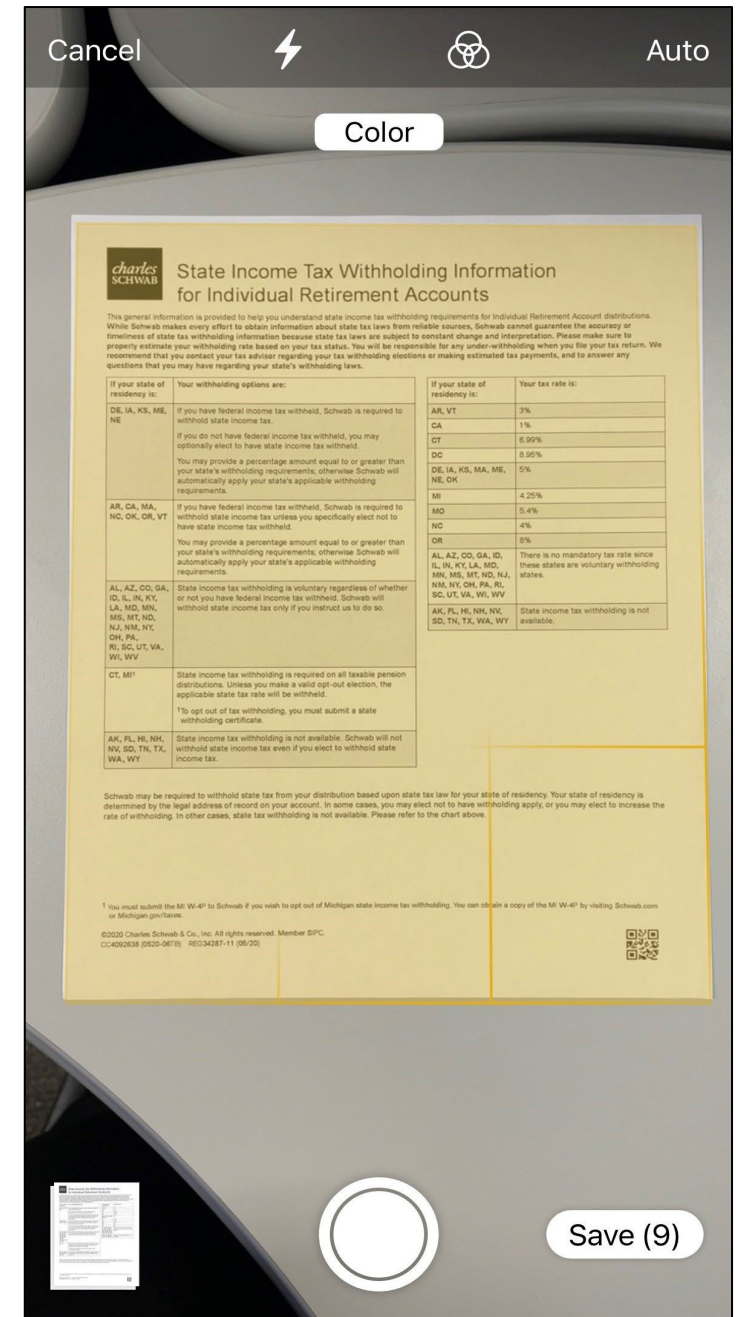 Cancel
Auto
Color
charles
SCHWAB
State Income Tax Withholding Information
for Individual Retirement Accounts
This general information is provided to help you understand state income tax withholding requirements for Individual Retirement Account distributions.
While Schwab makes every effort to obtain information about state tax laws from reliable sources, Schwab cannot guarantee the accuracy or
timeliness of state tax withholding information because state tax laws are subject to constant change and interpretation. Please make sure to
properly estimate your withholding rate based on your tax status. You will be responsible for any under-withholding when you file your tax return. We
recommend that you contact your tax advisor regarding your tax withholding elections or making estimated tax payments, and to answer any
questions that you may have regarding your state's withholding laws.
If your state of
residency is:
Your withholding options are:
DE, IA, KS, ME,
NE
If you have federal income tax withheld, Schwab is required to
withhold state income tax.
If you do not have federal income tax withheld, you may
optionally elect to have state income tax withheld.
You may provide a percentage amount equal to or greater than
your state's withholding requirements; otherwise Schwab will
automatically apply your state's applicable withholding
requirements.
AR, CA, MA,
NC, OK, OR, VT
If you have federal income tax withheld, Schwab is required to
withhold state income tax unless you specifically elect not to
have state income tax withheld.
You may provide a percentage amount equal to or greater than
your state's withholding requirements; otherwise Schwab will
automatically apply your state's applicable withholding
requirements.
AL, AZ, CO, GA,
ID, IL, IN, KY,
LA, MD, MN,
MS, MT, ND,
NJ, NM, NY,
OH, PA,
RI, SC, UT, VA,
WI, WV
State income tax withholding is voluntary regardless of whether
or not you have federal income tax withheld. Schwab will
withhold state income tax only if you instruct us to do so.
CT, MI¹
State income tax withholding is required on all taxable pension
distributions. Unless you make a valid opt-out election, the
applicable state tax rate will be withheld.
¹To opt out of tax withholding, you must submit a state
withholding certificate.
AK, FL, HI, NH,
NV, SD, TN, TX,
WA, WY
State income tax withholding is not available. Schwab will not
withhold state income tax even if you elect to withhold state
income tax.
If your state of
residency is:
Your tax rate is:
AR, VT
3%
CA
1%
CT
6.99%
DC
8.95%
DE, IA, KS, MA, ME,
NE, OK
5%
MI
4.25%
MO
5.4%
NC
4%
OR
8%
AL, AZ, CO, GA, ID,
IL, IN, KY, LA, MD,
MN, MS, MT, ND, NJ,
NM, NY, OH, PA, RI,
SC, UT, VA, WI, WV
There is no mandatory tax rate since
these states are voluntary withholding
states.
AK, FL, HI, NH, NV,
SD, TN, TX, WA, WY
State income tax withholding is not
available.
Schwab may be required to withhold state tax from your distribution based upon state tax law for your state of residency. Your state of residency is
determined by the legal address of record on your account. In some cases, you may elect not to have withholding apply, or you may elect to increase the
rate of withholding. In other cases, state tax withholding is not available. Please refer to the chart above.
¹ You must submit the MI W-4P to Schwab if you wish to opt out of Michigan state income tax withholding. You can obtain a copy of the MI W-4P by visiting Schwab.com
or Michigan.gov/taxes.
©2020 Charles Schwab & Co., Inc. All rights reserved. Member SIPC.
CC4092638 (0520-06TB) REG34287-11 (05/20)
Save (9)